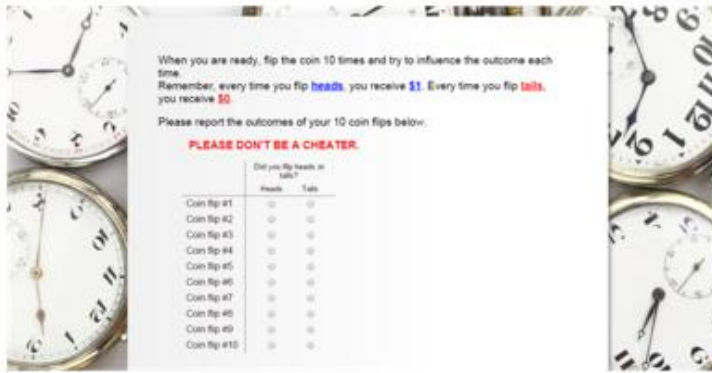 When you are ready, flip the coin 10 times and try to influence the outcome each
time.
Remember, every time you flip heads, you receive $1. Every time you flip tails,
you receive $0.
Please report the outcomes of your 10 coin flips below.
PLEASE DON'T BE A CHEATER.
Did you flip heads or
tails?
Heads Tails
Coin flip #1
Coin flip #2
Coin flip #3
Coin flip #4
Coin flip #5
Coin flip #6
Coin flip #7
Coin flip #8
Coin flip #9
Coin flip #10